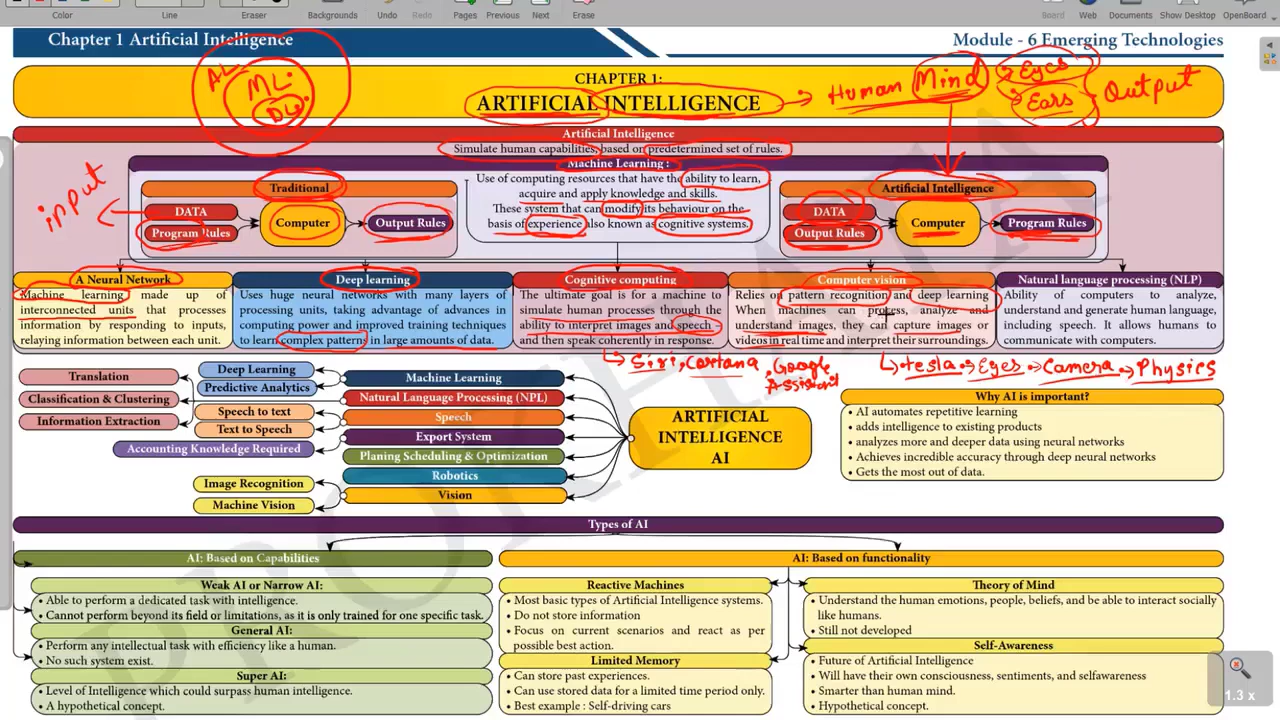 Color
Line
Eraser
Backgrounds
Undo
Redo
Pages
Previous
Next
Erase
Board
Web
Documents
Show Desktop
OpenBoard
Chapter 1 Artificial Intelligence
Module - 6 Emerging Technologies
CHAPTER 1:
ARTIFICIAL INTELLIGENCE
Human Mind
Eyes
Ears
Output
AI
ML
DL
Artificial Intelligence
Simulate human capabilities, based on predetermined set of rules.
Machine Learning :
Use of computing resources that have the ability to learn,
acquire and apply knowledge and skills.
These system that can modify its behaviour on the
basis of experience also known as cognitive systems.
input
Traditional
DATA
Program Rules
Computer
Output Rules
Artificial Intelligence
DATA
Output Rules
Computer
Program Rules
A Neural Network
Machine learning made up of
interconnected units that processes
information by responding to inputs,
relaying information between each unit.
Deep learning
Uses huge neural networks with many layers of
processing units, taking advantage of advances in
computing power and improved training techniques
to learn complex patterns in large amounts of data.
Cognitive computing
The ultimate goal is for a machine to
simulate human processes through the
ability to interpret images and speech
and then speak coherently in response.
Computer vision
Relies on pattern recognition and deep learning
When machines can process, analyze and
understand images, they can capture images or
videos in real time and interpret their surroundings.
Natural language processing (NLP)
Ability of computers to analyze,
understand and generate human language,
including speech. It allows humans to
communicate with computers.
Siri, Cortana, Google
Assistant
Tesla Eyes Camera Physics
Translation
Classification & Clustering
Information Extraction
Deep Learning
Predictive Analytics
Speech to text
Text to Speech
Accounting Knowledge Required
Image Recognition
Machine Vision
Machine Learning
Natural Language Processing (NPL)
Speech
Export System
Planing Scheduling & Optimization
Robotics
Vision
ARTIFICIAL
INTELLIGENCE
AI
Why AI is important?
• AI automates repetitive learning
• adds intelligence to existing products
• analyzes more and deeper data using neural networks
• Achieves incredible accuracy through deep neural networks
• Gets the most out of data.
Types of AI
AI: Based on Capabilities
Weak AI or Narrow AI:
• Able to perform a dedicated task with intelligence.
• Cannot perform beyond its field or limitations, as it is only trained for one specific task.
General AI:
• Perform any intellectual task with efficiency like a human.
• No such system exist.
Super AI:
• Level of Intelligence which could surpass human intelligence.
• A hypothetical concept.
AI: Based on functionality
Reactive Machines
• Most basic types of Artificial Intelligence systems.
• Do not store information
• Focus on current scenarios and react as per
possible best action.
Limited Memory
• Can store past experiences.
• Can use stored data for a limited time period only.
• Best example : Self-driving cars
Theory of Mind
• Understand the human emotions, people, beliefs, and be able to interact socially
like humans.
• Still not developed
Self-Awareness
• Future of Artificial Intelligence
• Will have their own consciousness, sentiments, and selfawareness
• Smarter than human mind.
• Hypothetical concept.
1.3 x